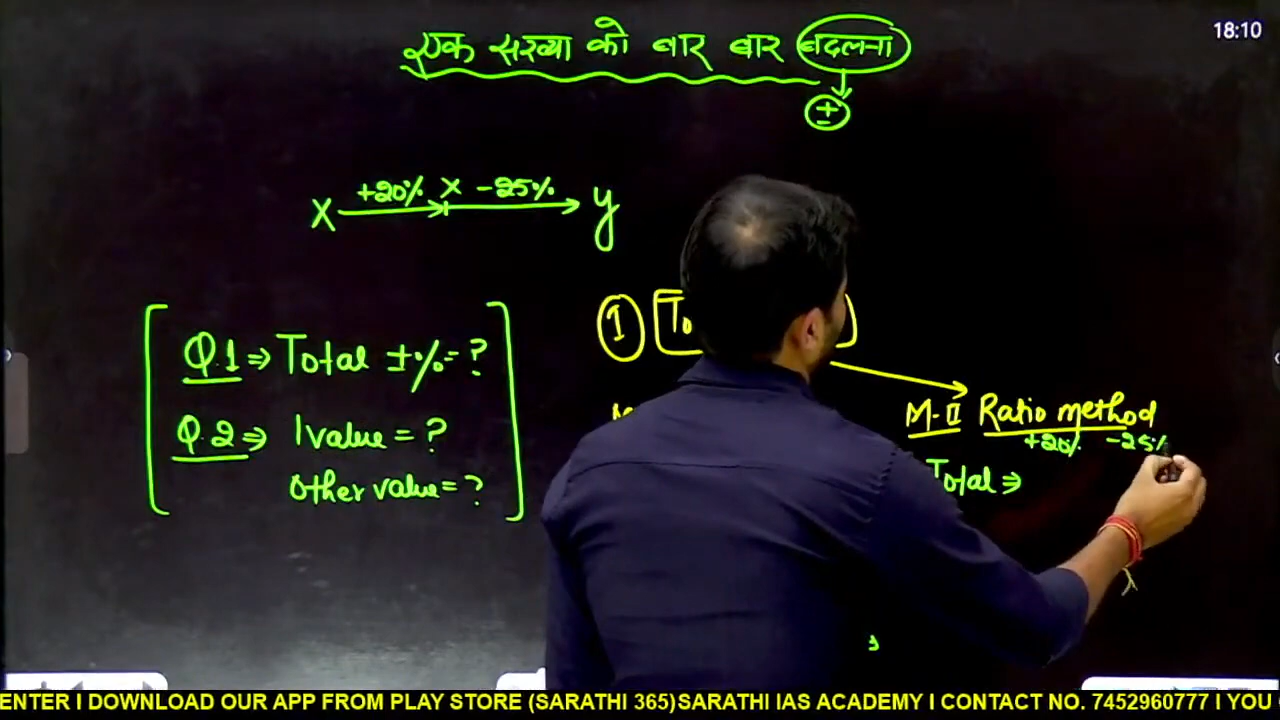 एक संख्या को बार बार बदलना
18:10
±
X +20% X -25% y
Q.1 ⇒ Total ±%=?
Q.2 ⇒ 1 value = ?
other value = ?
I
M-II Ratio method
+20% -25%
Total ⇒
ENTER I DOWNLOAD OUR APP FROM PLAY STORE (SARATHI 365)SARATHI IAS ACADEMY I CONTACT NO. 7452960777 I YOU